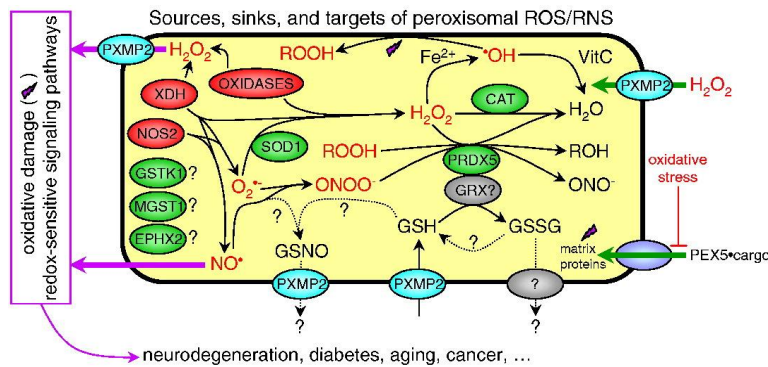 Sources, sinks, and targets of peroxisomal ROS/RNS
oxidative damage ( )
redox-sensitive signaling pathways
PXMP2
H₂O₂
ROOH
Fe²⁺
•OH
VitC
PXMP2
H₂O₂
XDH
OXIDASES
H₂O₂
CAT
H₂O
NOS2
SOD1
ROOH
PRDX5
ROH
oxidative
stress
GSTK1?
O₂•-
ONOO⁻
GRX?
ONO⁻
MGST1?
?
?
EPHX2?
GSNO
GSH
?
GSSG
matrix
proteins
PEX5•cargo
NO•
PXMP2
PXMP2
?
?
?
neurodegeneration, diabetes, aging, cancer, ...